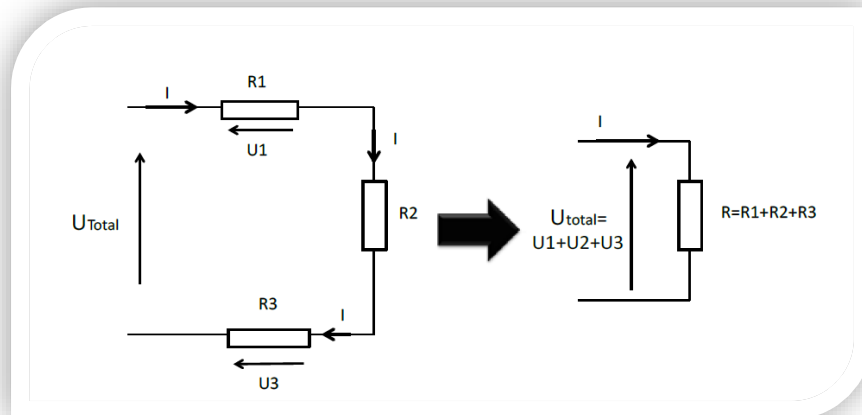 I
R1
U1
I
UTotal
R2
R3
I
U3
I
Utotal=
U1+U2+U3
R=R1+R2+R3